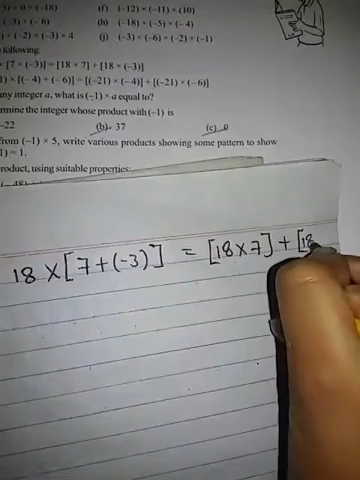 (f) (−12) × (−11) × (10)
(−3) × (−6) (h) (−18) × (−5) × (−4)
) × (−2) × (−3) × 4 (j) (−3) × (−6) × (−2) × (−1)
following:
× [7 + (−3)] = [18 × 7] + [18 × (−3)]
1) × [(−4) + (−6)] = [(−21) × (−4)] + [(−21) × (−6)]
any integer a, what is (−1) × a equal to?
rmine the integer whose product with (−1) is
−22 (b) 37 (c) 0
from (−1) × 5, write various products showing some pattern to show
1) = 1.
product, using suitable properties:
18 × [7 + (−3)] = [18 × 7] + [18